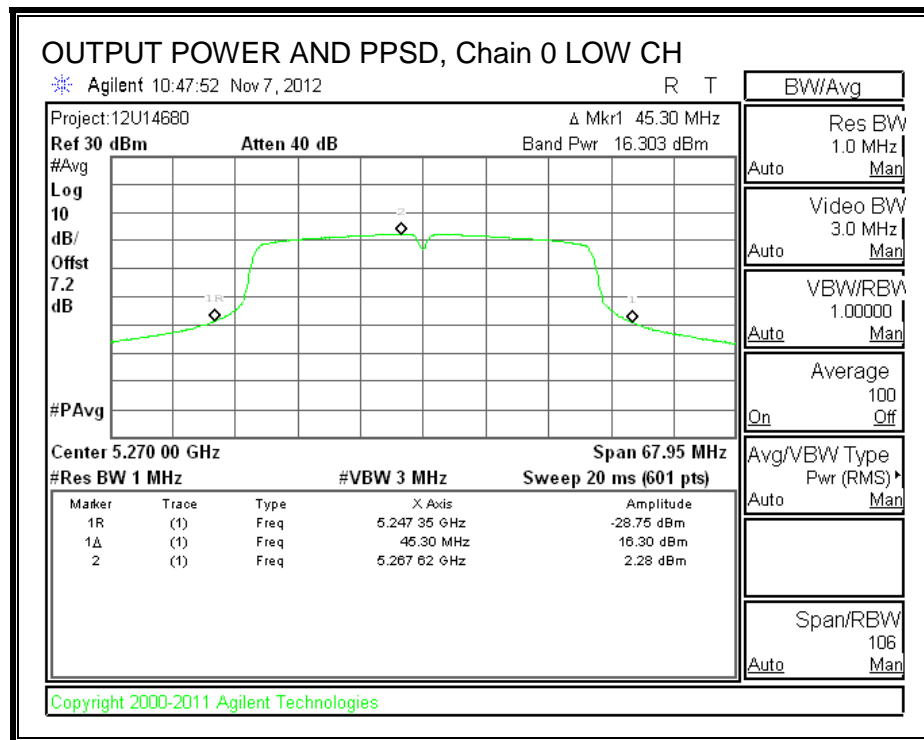 OUTPUT POWER AND PPSD, Chain 0 LOW CH
Agilent 10:47:52 Nov 7, 2012 R T
Project:12U14680 Δ Mkr1 45.30 MHz
Ref 30 dBm Atten 40 dB Band Pwr 16.303 dBm
#Avg
Log
10
dB/
Offst
7.2
dB
#PAvg
2
1R
1
Center 5.270 00 GHz Span 67.95 MHz
#Res BW 1 MHz #VBW 3 MHz Sweep 20 ms (601 pts)
Marker Trace Type X Axis Amplitude
1R (1) Freq 5.247 35 GHz -28.75 dBm
1Δ (1) Freq 45.30 MHz 16.30 dBm
2 (1) Freq 5.267 62 GHz 2.28 dBm
BW/Avg
Res BW
1.0 MHz
Auto Man
Video BW
3.0 MHz
Auto Man
VBW/RBW
1.00000
Auto Man
Average
100
On Off
Avg/VBW Type
Pwr (RMS)
Auto Man
Span/RBW
106
Auto Man
Copyright 2000-2011 Agilent Technologies